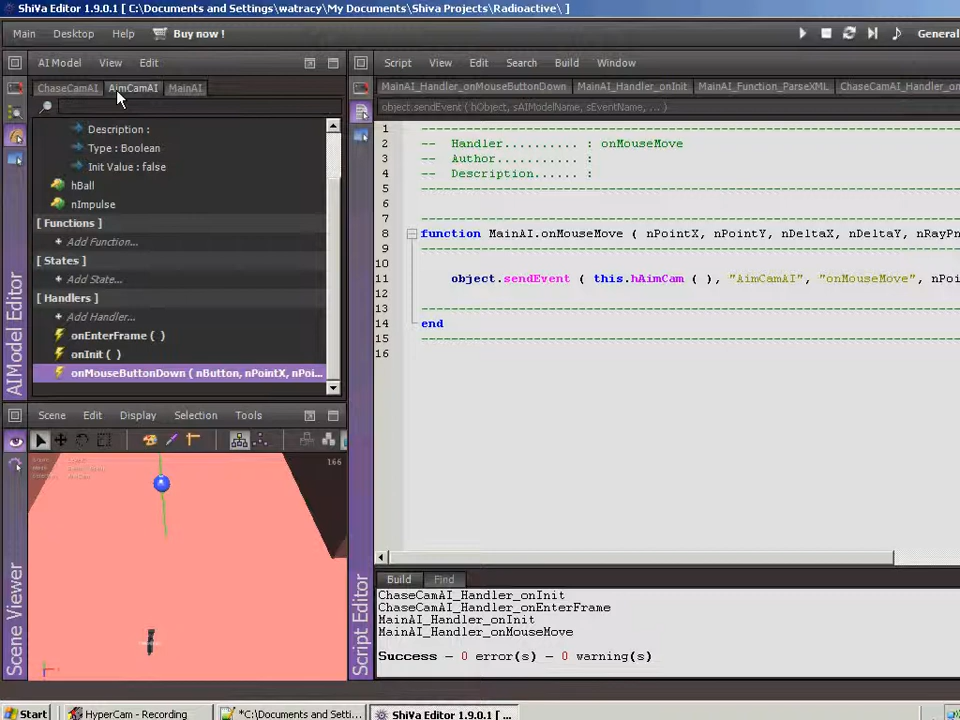 ShiVa Editor 1.9.0.1 [ C:\Documents and Settings\watracy\My Documents\Shiva Projects\Radioactive\ ]
Main Desktop Help Buy now ! General
AI Model View Edit
ChaseCamAI AimCamAI MainAI
Description :
Type : Boolean
Init Value : false
hBall
nImpulse
[ Functions ]
+ Add Function...
[ States ]
+ Add State...
[ Handlers ]
+ Add Handler...
onEnterFrame ( )
onInit ( )
onMouseButtonDown ( nButton, nPointX, nPoi...
AIModel Editor
Script View Edit Search Build Window
MainAI_Handler_onMouseButtonDown MainAI_Handler_onInit MainAI_Function_ParseXML ChaseCamAI_Handler_on
object.sendEvent ( hObject, sAIModelName, sEventName, ... )
1 --------------------------------------------------------------------------------
2 -- Handler.......... : onMouseMove
3 -- Author........... :
4 -- Description...... :
5 --------------------------------------------------------------------------------
6
7 --------------------------------------------------------------------------------
8 function MainAI.onMouseMove ( nPointX, nPointY, nDeltaX, nDeltaY, nRayPn
9 --------------------------------------------------------------------------------
10
11 object.sendEvent ( this.hAimCam ( ), "AimCamAI", "onMouseMove", nPoi
12
13 --------------------------------------------------------------------------------
14 end
15 --------------------------------------------------------------------------------
16
Script Editor
Scene Edit Display Selection Tools
166
Scene Viewer
Build Find
ChaseCamAI_Handler_onInit
ChaseCamAI_Handler_onEnterFrame
MainAI_Handler_onInit
MainAI_Handler_onMouseMove
Success - 0 error(s) - 0 warning(s)
Start HyperCam - Recording *C:\Documents and Setti... ShiVa Editor 1.9.0.1 [ ...